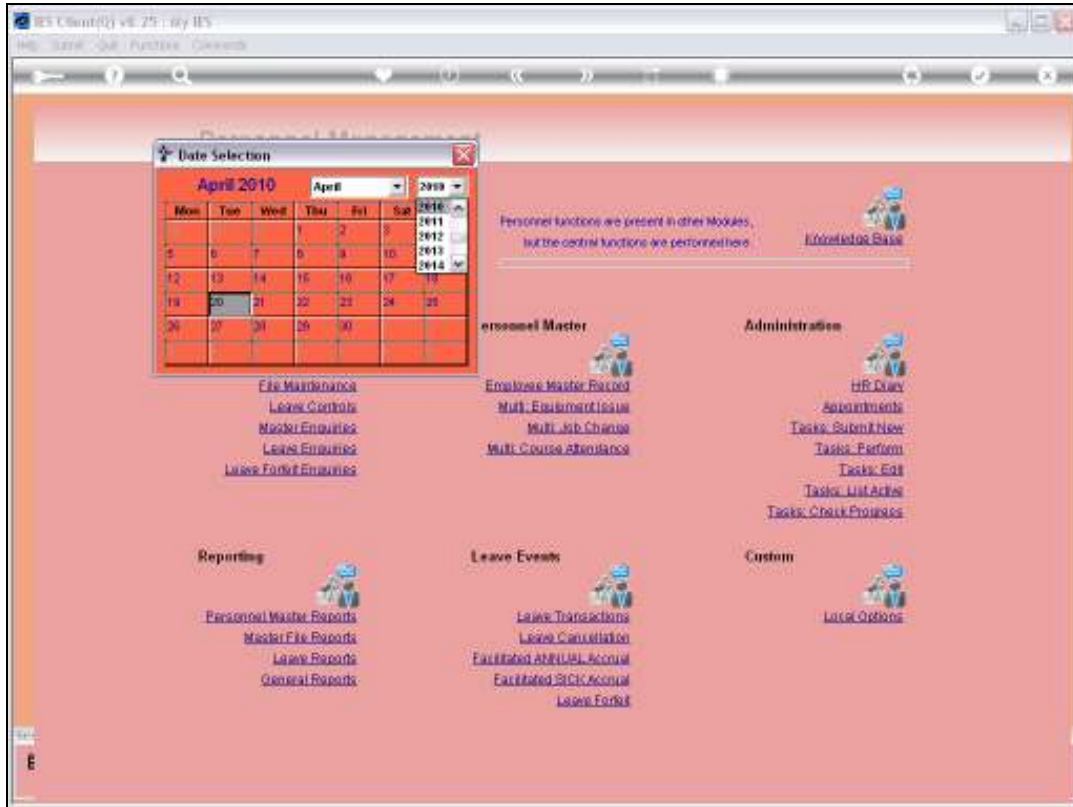 IES Client(Q) v8. 25 : my IES
Help Submit Quit Functions Commands
Personnel Management
Date Selection
April 2010 April 2010
Mon Tue Wed Thu Fri Sat
2010
2011
2012
2013
2014
1 2 3
5 6 7 8 9 10
12 13 14 15 16 17 18
19 20 21 22 23 24 25
26 27 28 29 30
Personnel functions are present in other Modules,
but the central functions are performed here
Knowledge Base
ersonnel Master
Administration
File Maintenance
Leave Controls
Master Enquiries
Leave Enquiries
Leave Forfeit Enquiries
Employee Master Record
Multi: Equipment Issue
Multi: Job Change
Multi: Course Attendance
HR Diary
Appointments
Tasks: Submit New
Tasks: Perform
Tasks: Edit
Tasks: List Active
Tasks: Check Progress
Reporting
Leave Events
Custom
Personnel Master Reports
Master File Reports
Leave Reports
General Reports
Leave Transactions
Leave Cancellation
Facilitated ANNUAL Accrual
Facilitated SICK Accrual
Leave Forfeit
Local Options